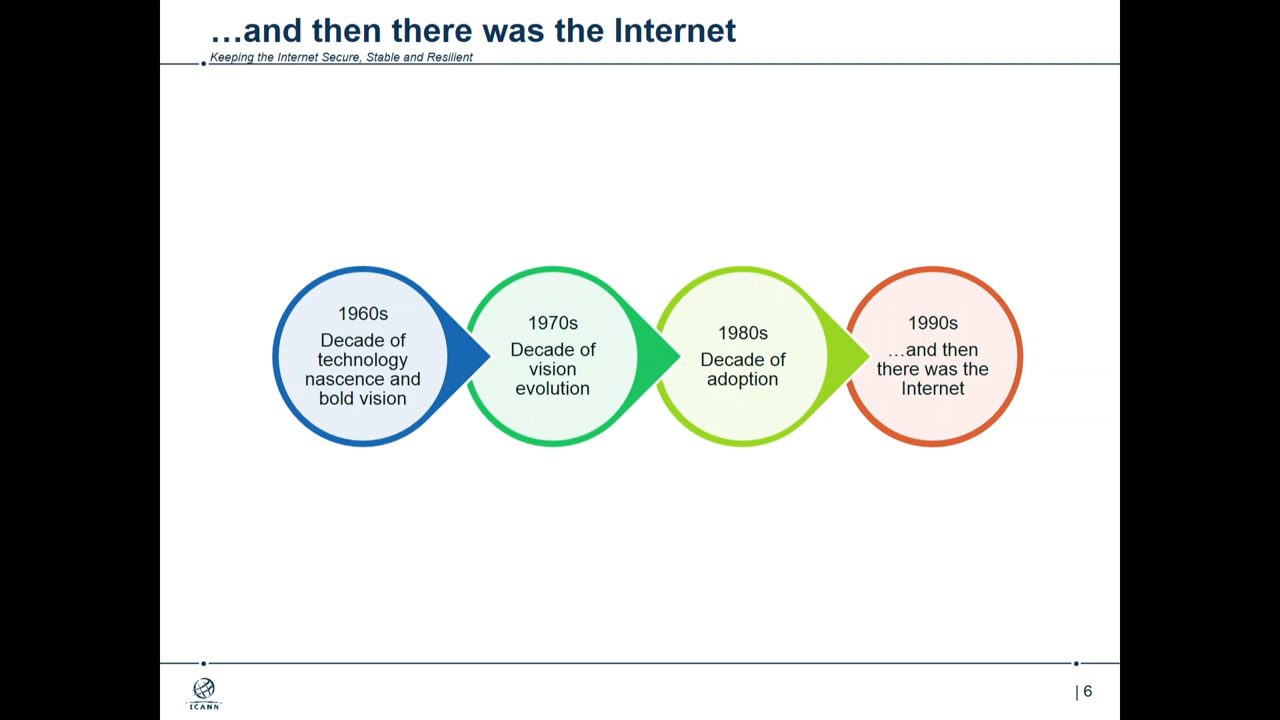 ...and then there was the Internet
Keeping the Internet Secure, Stable and Resilient
1960s
Decade of
technology
nascence and
bold vision
1970s
Decade of
vision
evolution
1980s
Decade of
adoption
1990s
...and then
there was the
Internet
ICANN
| 6